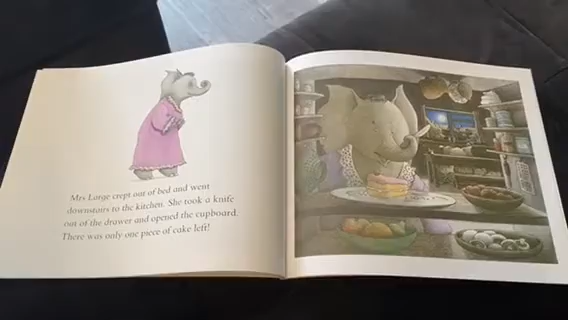 Mrs Large crept out of bed and went
downstairs to the kitchen. She took a knife
out of the drawer and opened the cupboard.
There was only one piece of cake left!